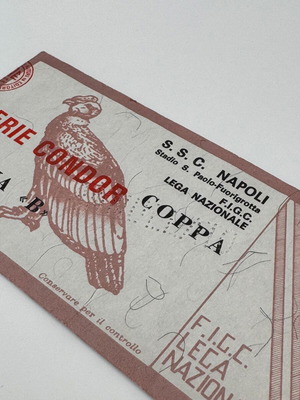 S. S. C. NAPOLI
Stadio S. Paolo-Fuorigrotta
F.I.G.C.
LEGA NAZIONALE
ERIE CONDOR
COPPA
A «B»
Conservare per il controllo
F.I.G.C.
LEGA
NAZION